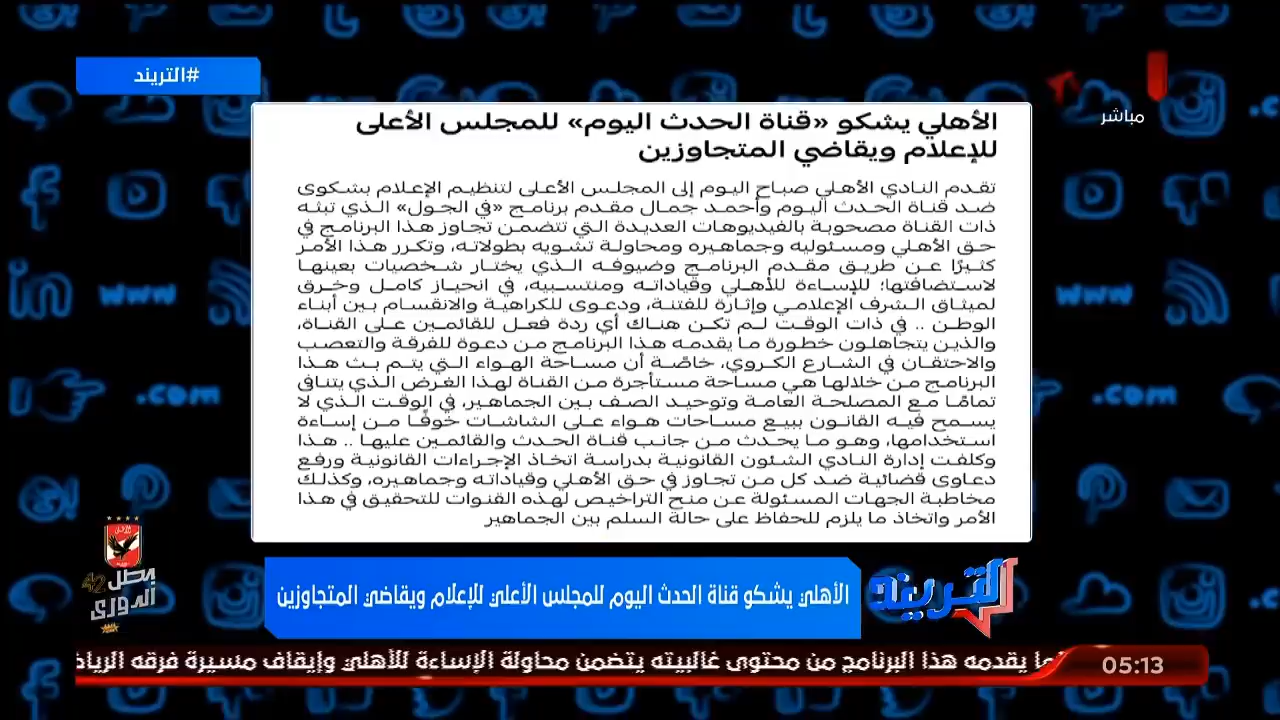 #التريند
مباشر
الأهلي يشكو «قناة الحدث اليوم» للمجلس الأعلى
للإعلام ويقاضي المتجاوزين
تقدم النادي الأهلي صباح اليوم إلى المجلس الأعلى لتنظيم الإعلام بشكوى
ضد قناة الحدث اليوم وأحمد جمال مقدم برنامج «في الجول» الذي تبثه
ذات القناة مصحوبة بالفيديوهات العديدة التي تتضمن تجاوز هذا البرنامج في
حق الأهلي ومسئوليه وجماهيره ومحاولة تشويه بطولاته، وتكرر هذا الأمر
كثيرًا عن طريق مقدم البرنامج وضيوفه الذي يختار شخصيات بعينها
لاستضافتها؛ للإساءة للأهلي وقياداته ومنتسبيه، في انحياز كامل وخرق
لميثاق الشرف الإعلامي وإثارة للفتنة، ودعوى للكراهية والانقسام بين أبناء
الوطن .. في ذات الوقت لم تكن هناك أي ردة فعل للقائمين على القناة،
والذين يتجاهلون خطورة ما يقدمه هذا البرنامج من دعوة للفرقة والتعصب
والاحتقان في الشارع الكروي، خاصًة أن مساحة الهواء التي يتم بث هذا
البرنامج من خلالها هي مساحة مستأجرة من القناة لهذا الغرض الذي يتنافى
تمامًا مع المصلحة العامة وتوحيد الصف بين الجماهير، في الوقت الذي لا
يسمح فيه القانون ببيع مساحات هواء على الشاشات خوفًا من إساءة
استخدامها، وهو ما يحدث من جانب قناة الحدث والقائمين عليها .. هذا
وكلفت إدارة النادي الشئون القانونية بدراسة اتخاذ الإجراءات القانونية ورفع
دعاوى قضائية ضد كل من تجاوز في حق الأهلي وقياداته وجماهيره، وكذلك
مخاطبة الجهات المسئولة عن منح التراخيص لهذه القنوات للتحقيق في هذا
الأمر واتخاذ ما يلزم للحفاظ على حالة السلم بين الجماهير
الأهلي يشكو قناة الحدث اليوم للمجلس الأعلي للإعلام ويقاضي المتجاوزين
التريند
بطل الدوري 42
ما يقدمه هذا البرنامج من محتوى غالبيته يتضمن محاولة الإساءة للأهلي وإيقاف مسيرة فرقه
05:13
www
.com
www
.com